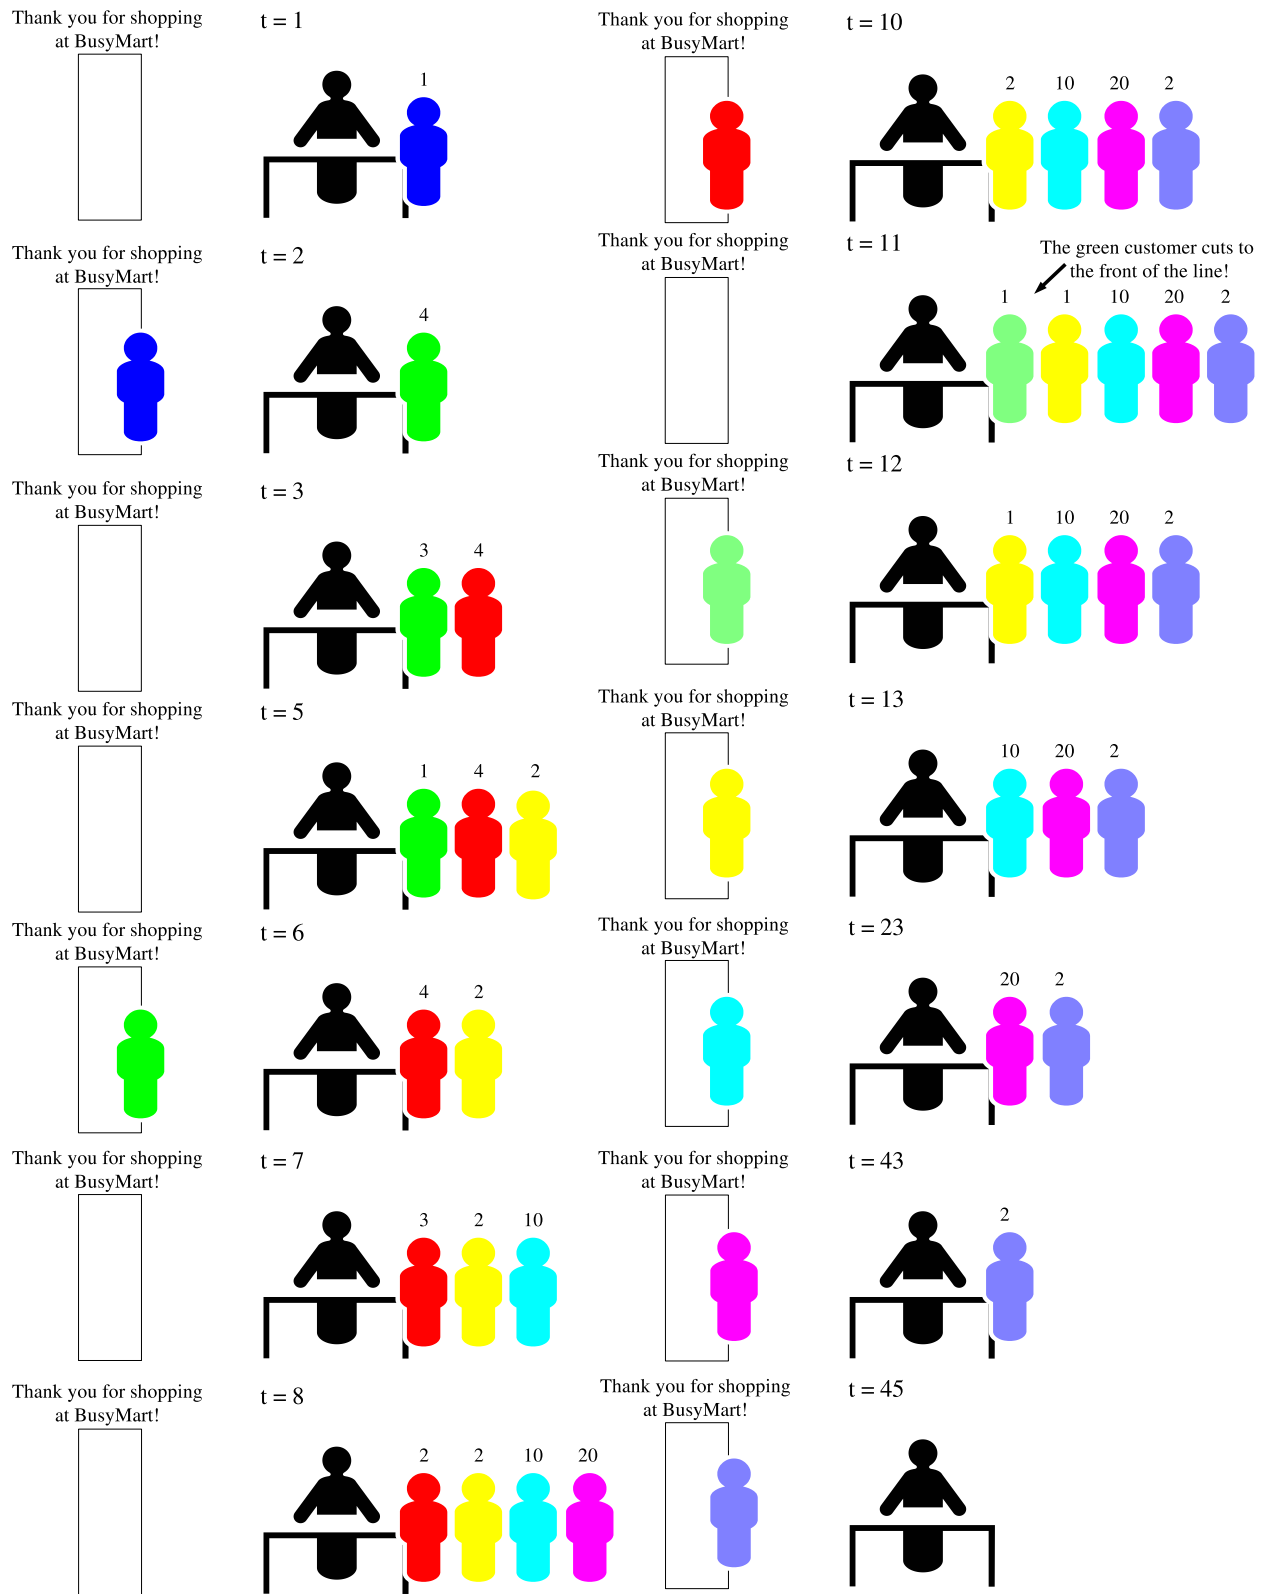 Thank you for shopping
at BusyMart!
t = 1
1
Thank you for shopping
at BusyMart!
t = 2
4
Thank you for shopping
at BusyMart!
t = 3
3 4
Thank you for shopping
at BusyMart!
t = 5
1 4 2
Thank you for shopping
at BusyMart!
t = 6
4 2
Thank you for shopping
at BusyMart!
t = 7
3 2 10
Thank you for shopping
at BusyMart!
t = 8
2 2 10 20
Thank you for shopping
at BusyMart!
t = 10
2 10 20 2
Thank you for shopping
at BusyMart!
t = 11
The green customer cuts to
the front of the line!
1 1 10 20 2
Thank you for shopping
at BusyMart!
t = 12
1 10 20 2
Thank you for shopping
at BusyMart!
t = 13
10 20 2
Thank you for shopping
at BusyMart!
t = 23
20 2
Thank you for shopping
at BusyMart!
t = 43
2
Thank you for shopping
at BusyMart!
t = 45